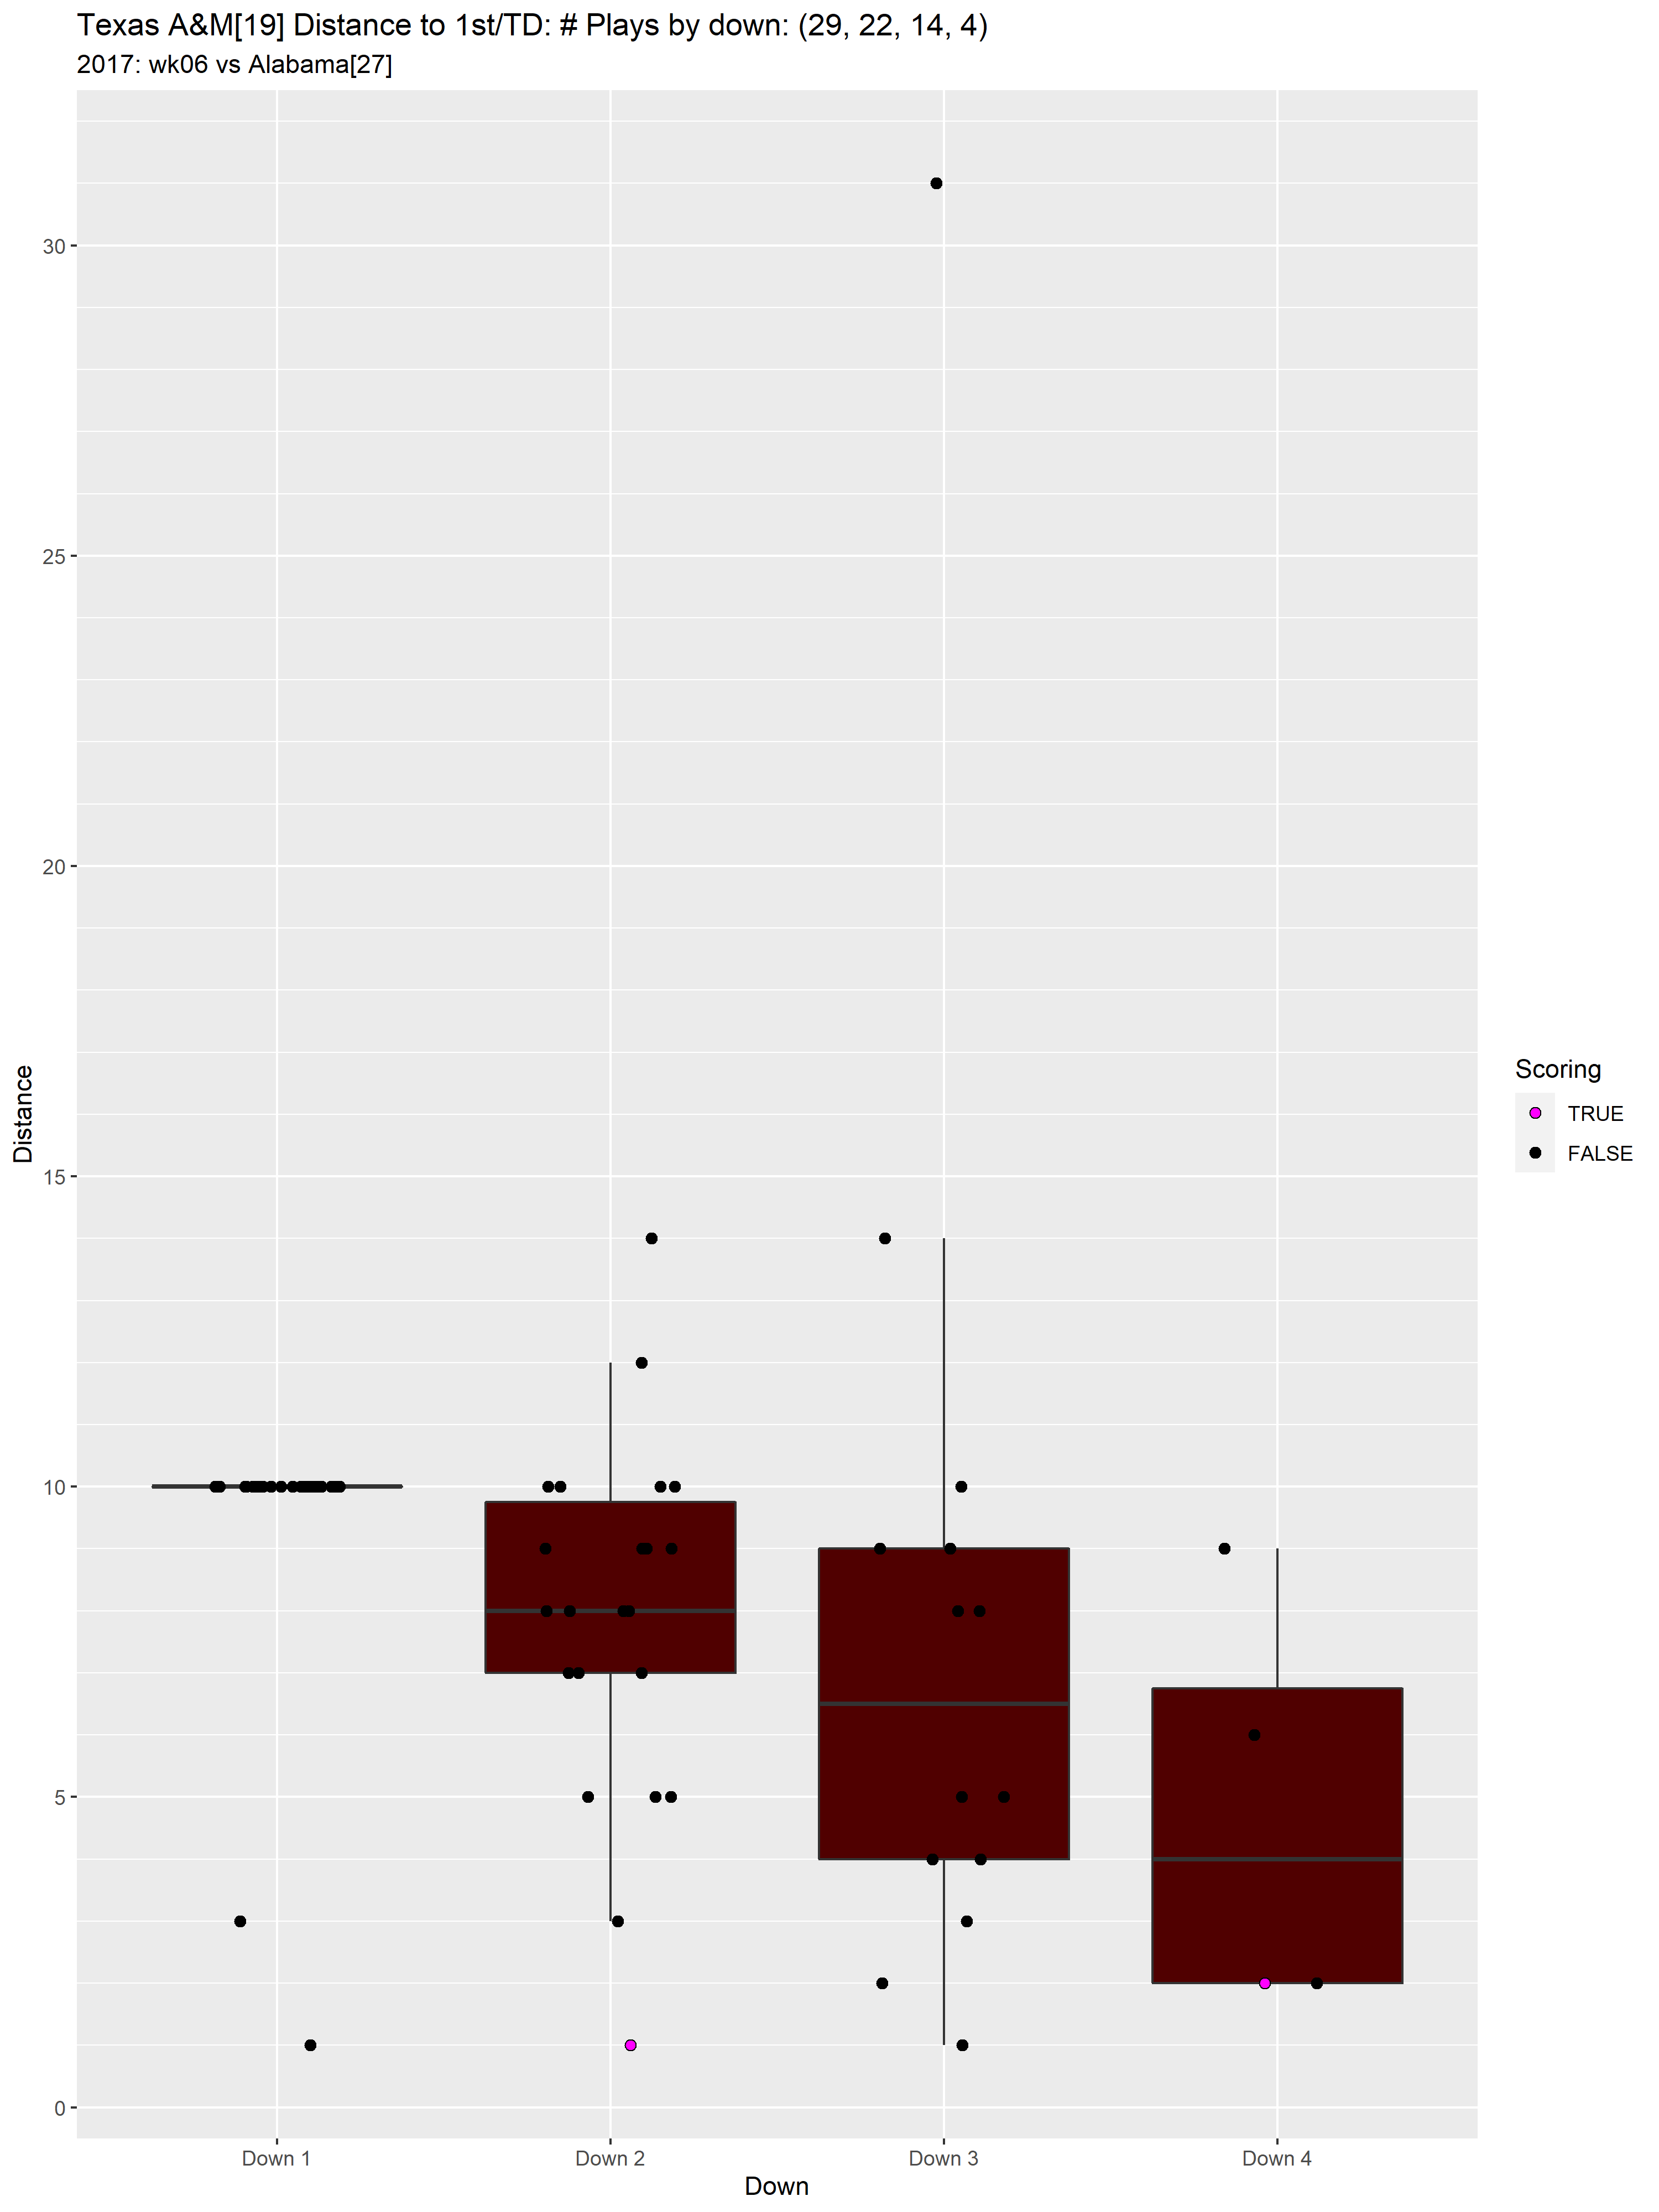 Texas A&M[19] Distance to 1st/TD: # Plays by down: (29, 22, 14, 4)
2017: wk06 vs Alabama[27]
30
25
20
15
10
5
0
Distance
Down 1 Down 2 Down 3 Down 4
Down
Scoring
TRUE
FALSE